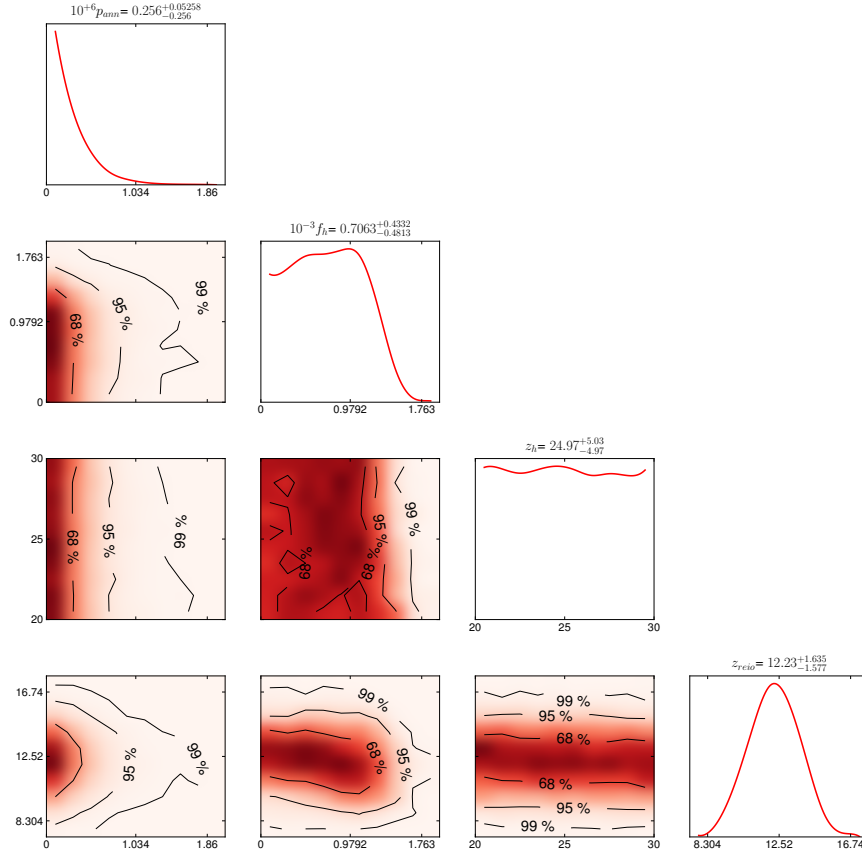 10^{+6}p_{ann}= 0.256^{+0.05258}_{-0.256}
0 1.034 1.86
10^{-3}f_h= 0.7063^{+0.4332}_{-0.4813}
1.763
0.9792
0
68 %
95 %
99 %
0 0.9792 1.763
z_h= 24.97^{+5.03}_{-4.97}
30
25
20
68 %
95 %
99 %
68 %
68 %
95 %
99 %
20 25 30
z_{reio}= 12.23^{+1.635}_{-1.577}
16.74
12.52
8.304
95 %
99 %
99 %
68 %
95 %
99 %
95 %
68 %
68 %
95 %
99 %
0 1.034 1.86
0 0.9792 1.763
20 25 30
8.304 12.52 16.74